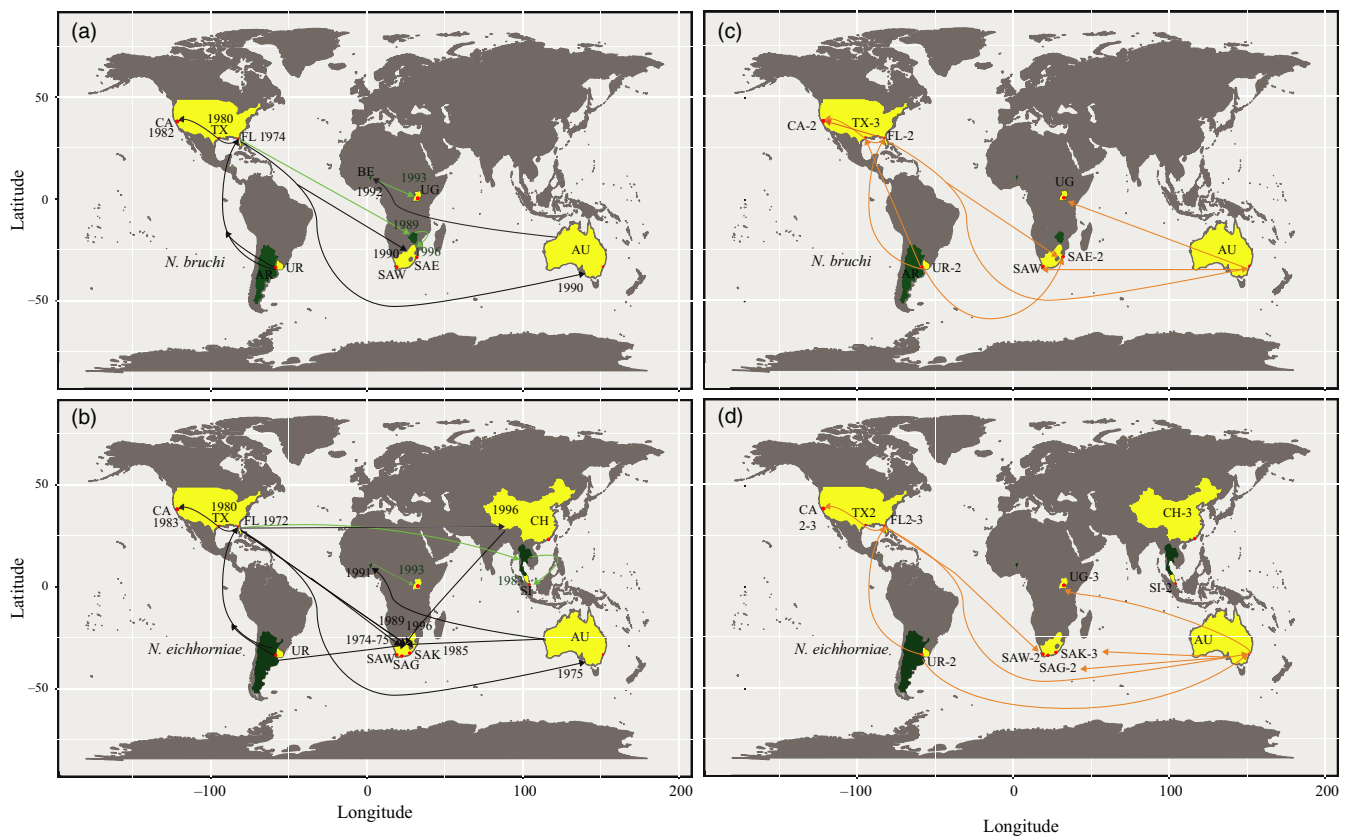 (a)
50
CA
1982
1980
TX
FL 1974
BE
1992
1993
UG
0
1989
1990
1996
SAW
SAE
AU
1990
N. bruchi
UR
AR
−50
Latitude
(c)
CA-2
TX-3
FL-2
UG
AU
N. bruchi
AR
UR-2
SAW
SAE-2
(b)
50
CA
1983
1980
TX
FL 1972
1996
CH
1991
1993
SI
0
1989
1996
1974-75
1985
SAW
SAG
SAK
AU
1975
N. eichhorniae
UR
−50
Latitude
−100
0
100
200
Longitude
(d)
CA
2-3
TX2
FL2-3
CH-3
UG-3
SI-2
AU
N. eichhorniae
UR-2
SAW-2
SAG-2
SAK-3
−100
0
100
200
Longitude